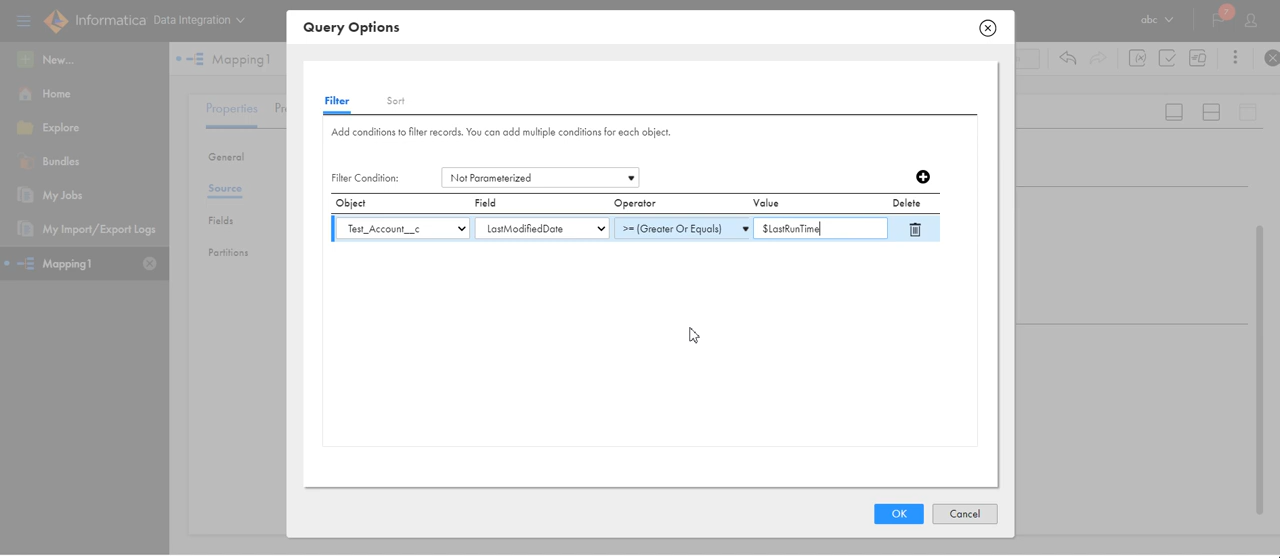 Query Options
Informatica Data Integration
abc
7
New...
Mapping1
Home
Properties
Filter Sort
Explore
Add conditions to filter records. You can add multiple conditions for each object.
General
Bundles
Filter Condition: Not Parameterized
Source
My Jobs
Object Field Operator Value Delete
Fields
My Import/Export Logs
Test_Account__c LastModifiedDate >= (Greater Or Equals) $LastRunTime
Partitions
Mapping1
OK Cancel